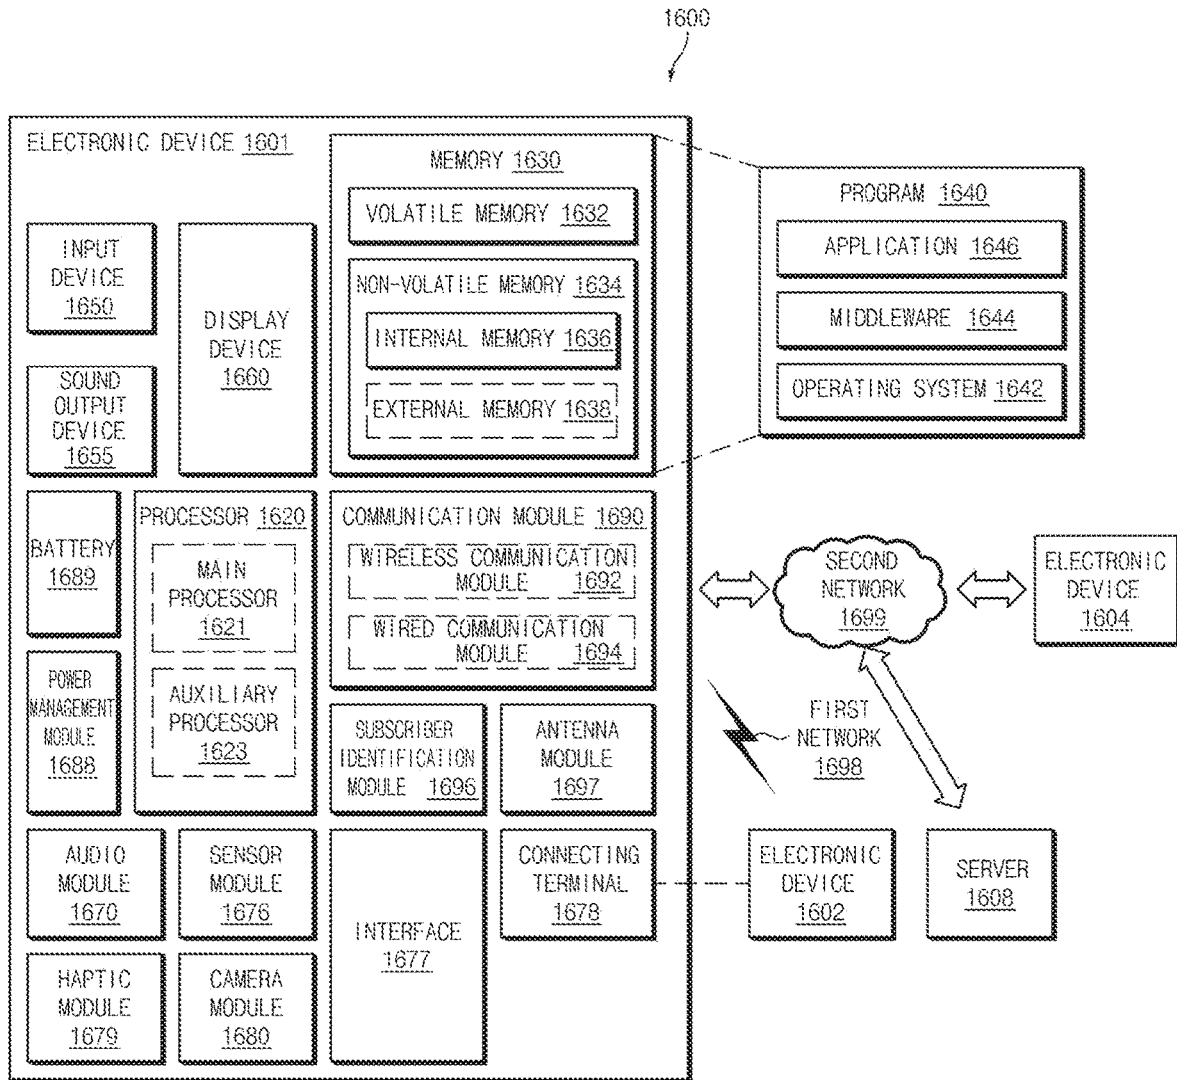 1600
ELECTRONIC DEVICE 1601
MEMORY 1630
VOLATILE MEMORY 1632
NON-VOLATILE MEMORY 1634
INTERNAL MEMORY 1636
EXTERNAL MEMORY 1638
PROGRAM 1640
APPLICATION 1646
MIDDLEWARE 1644
OPERATING SYSTEM 1642
INPUT
DEVICE
1650
DISPLAY
DEVICE
1660
SOUND
OUTPUT
DEVICE
1655
BATTERY
1689
PROCESSOR 1620
MAIN
PROCESSOR
1621
AUXILIARY
PROCESSOR
1623
COMMUNICATION MODULE 1690
WIRELESS COMMUNICATION
MODULE 1692
WIRED COMMUNICATION
MODULE 1694
SECOND
NETWORK
1699
ELECTRONIC
DEVICE
1604
POWER
MANAGEMENT
MODULE
1688
SUBSCRIBER
IDENTIFICATION
MODULE 1696
ANTENNA
MODULE
1697
FIRST
NETWORK
1698
AUDIO
MODULE
1670
SENSOR
MODULE
1676
INTERFACE
1677
CONNECTING
TERMINAL
1678
ELECTRONIC
DEVICE
1602
SERVER
1608
HAPTIC
MODULE
1679
CAMERA
MODULE
1680